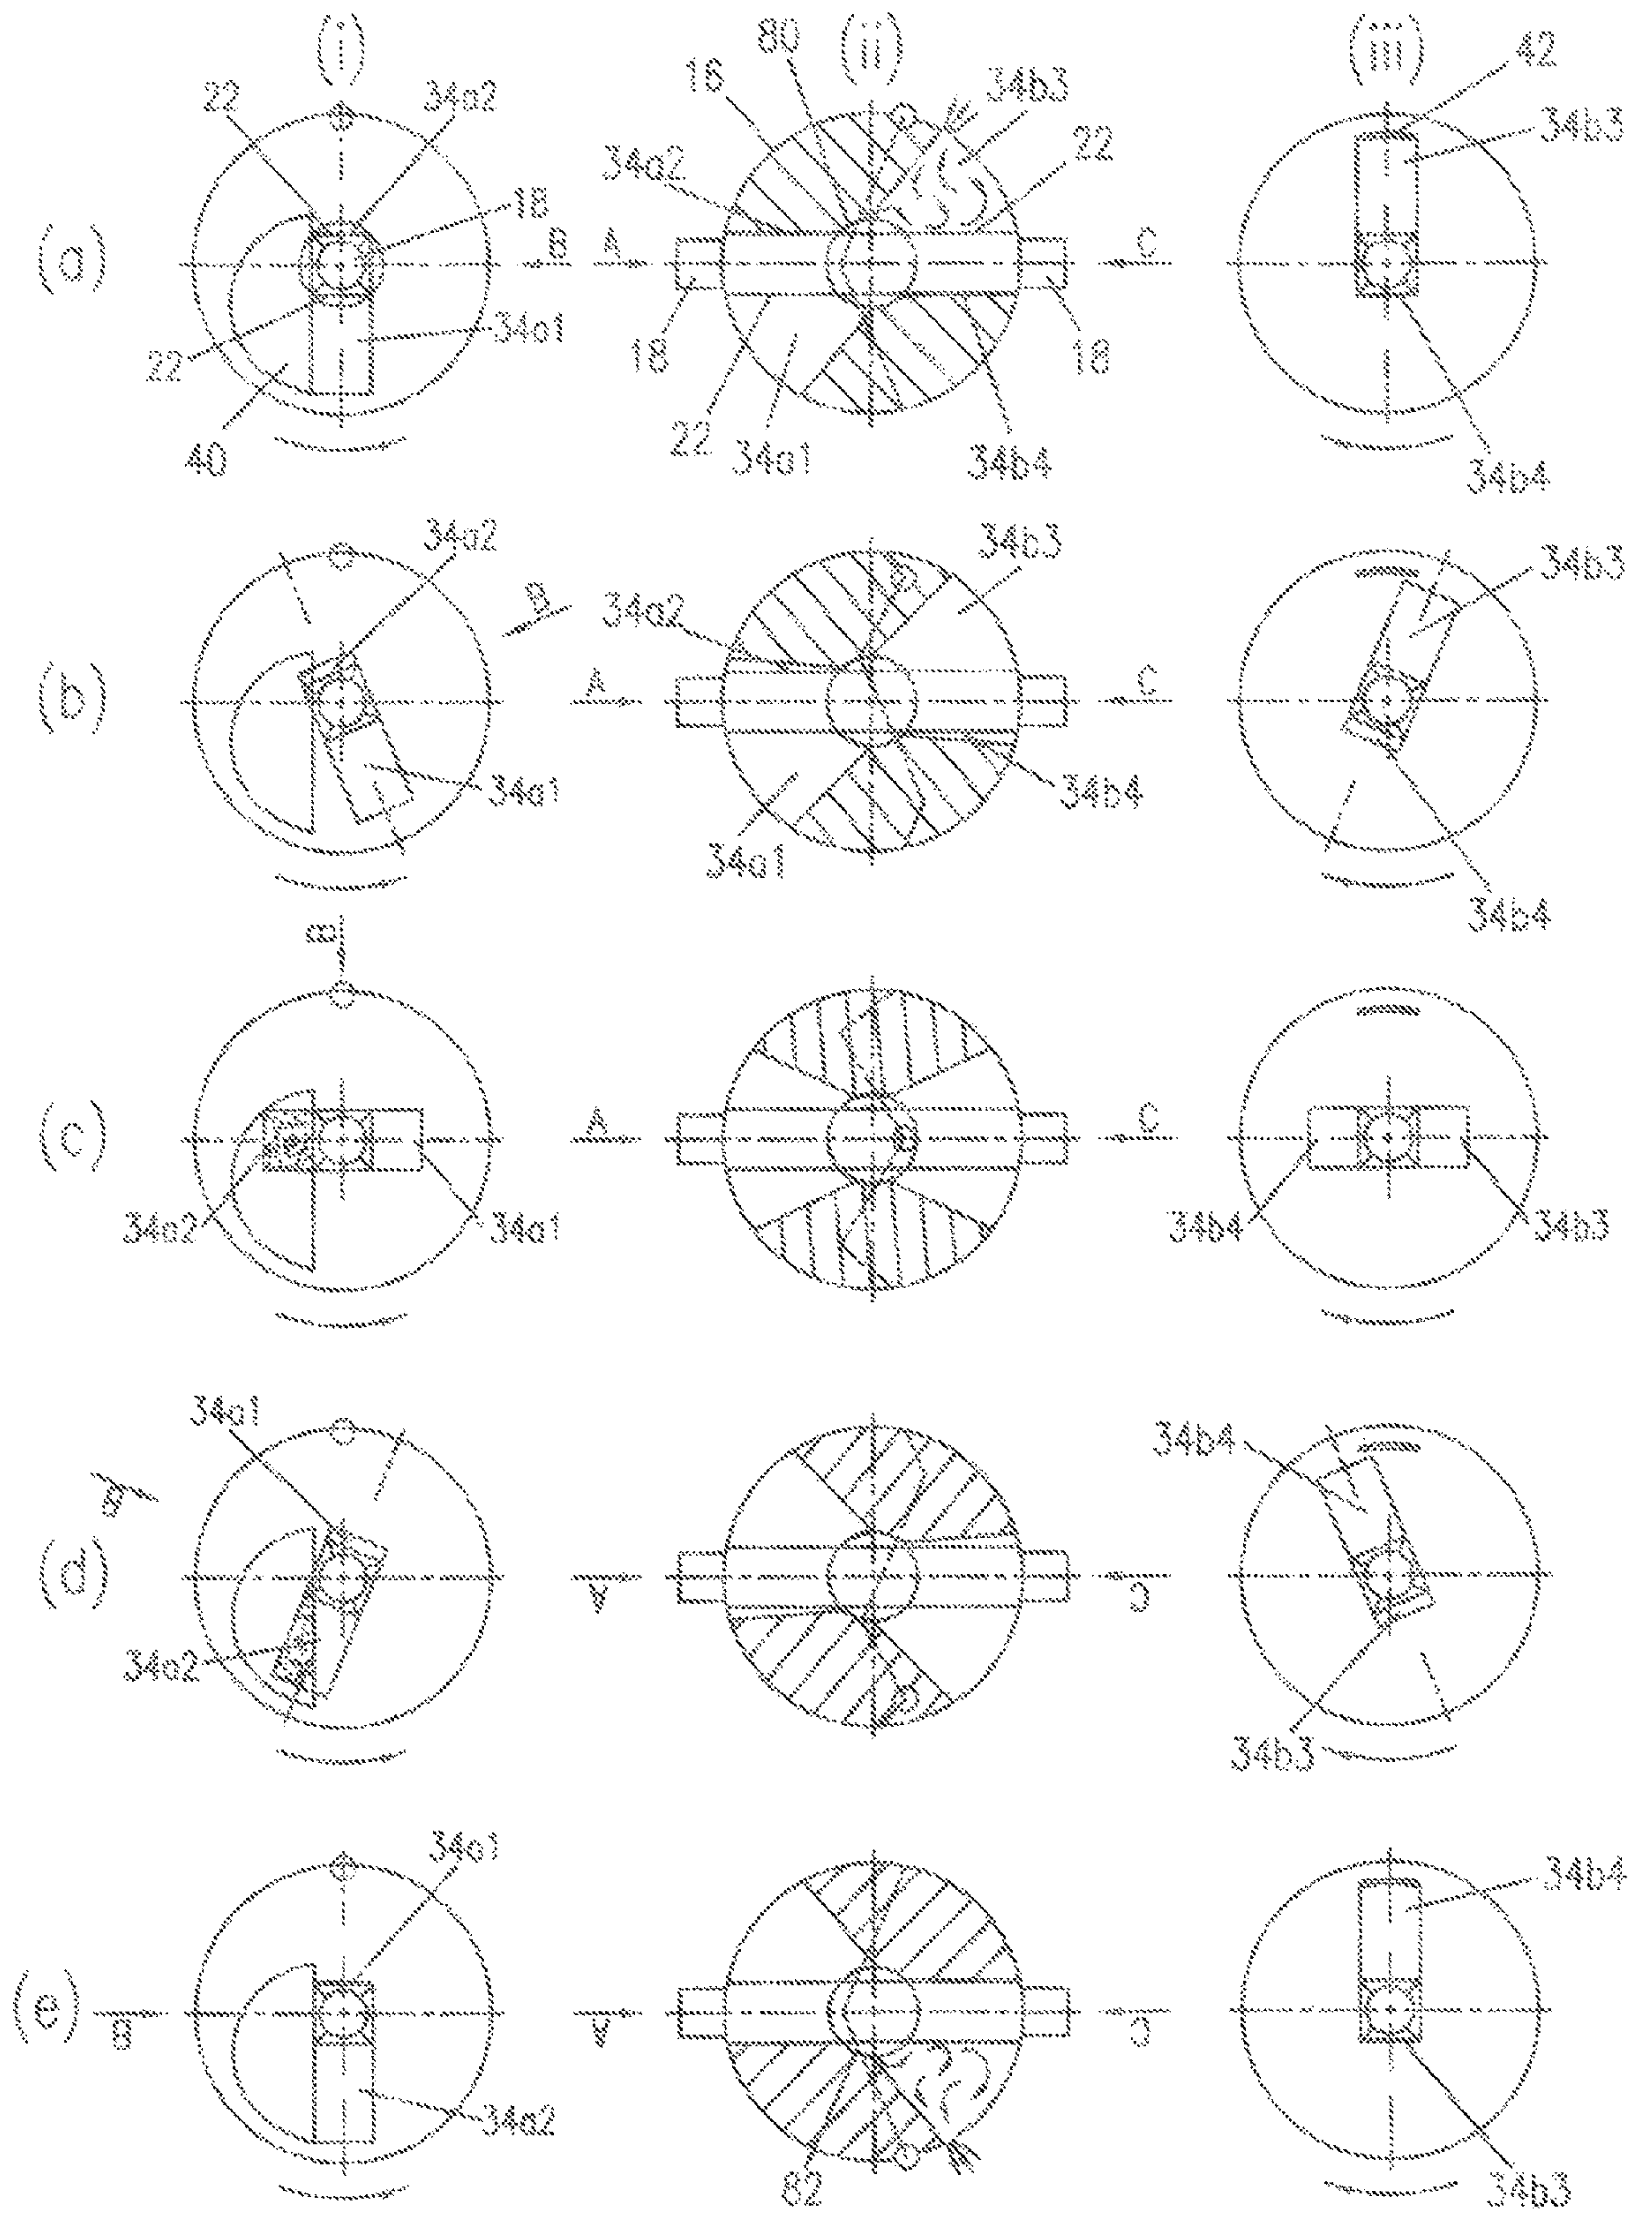 (i) (ii) (iii)
80
42
16
22 34a2 34b3
34b3
34a2 22
18
(a) B A C
34a1
18 18
22
40 22 34a1 34b4
34b4
34a2 34b3 34b3
B 34a2
(b) A C
34a1 34b4
34a1
34b4
B
(c) A C
34a2 34a1 34b4 34b3
34a1 34b4
B
(d) A C
34a2
34b3
34a1
34b4
(e) B A C
34a2
82 34b3